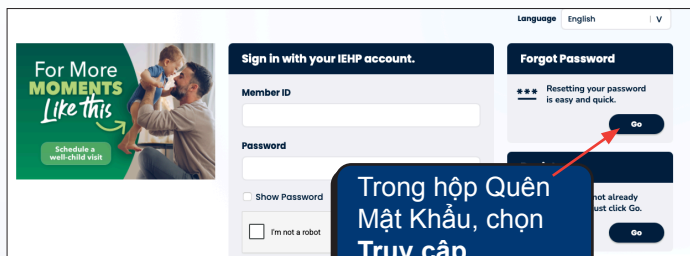 Language English V
For More
MOMENTS
Like this
Schedule a
well-child visit
Sign in with your IEHP account.
Member ID
Password
Show Password
I'm not a robot
Forgot Password
***
Resetting your password
is easy and quick.
Go
not already
ust click Go.
Go
Trong hộp Quên
Mật Khẩu, chọn
Truy cập